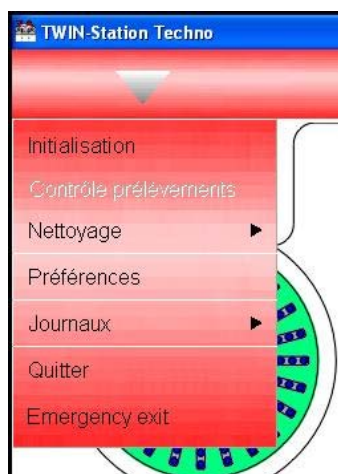 TWIN-Station Techno
Initialisation
Contrôle prélèvements
Nettoyage
Préférences
Journaux
Quitter
Emergency exit